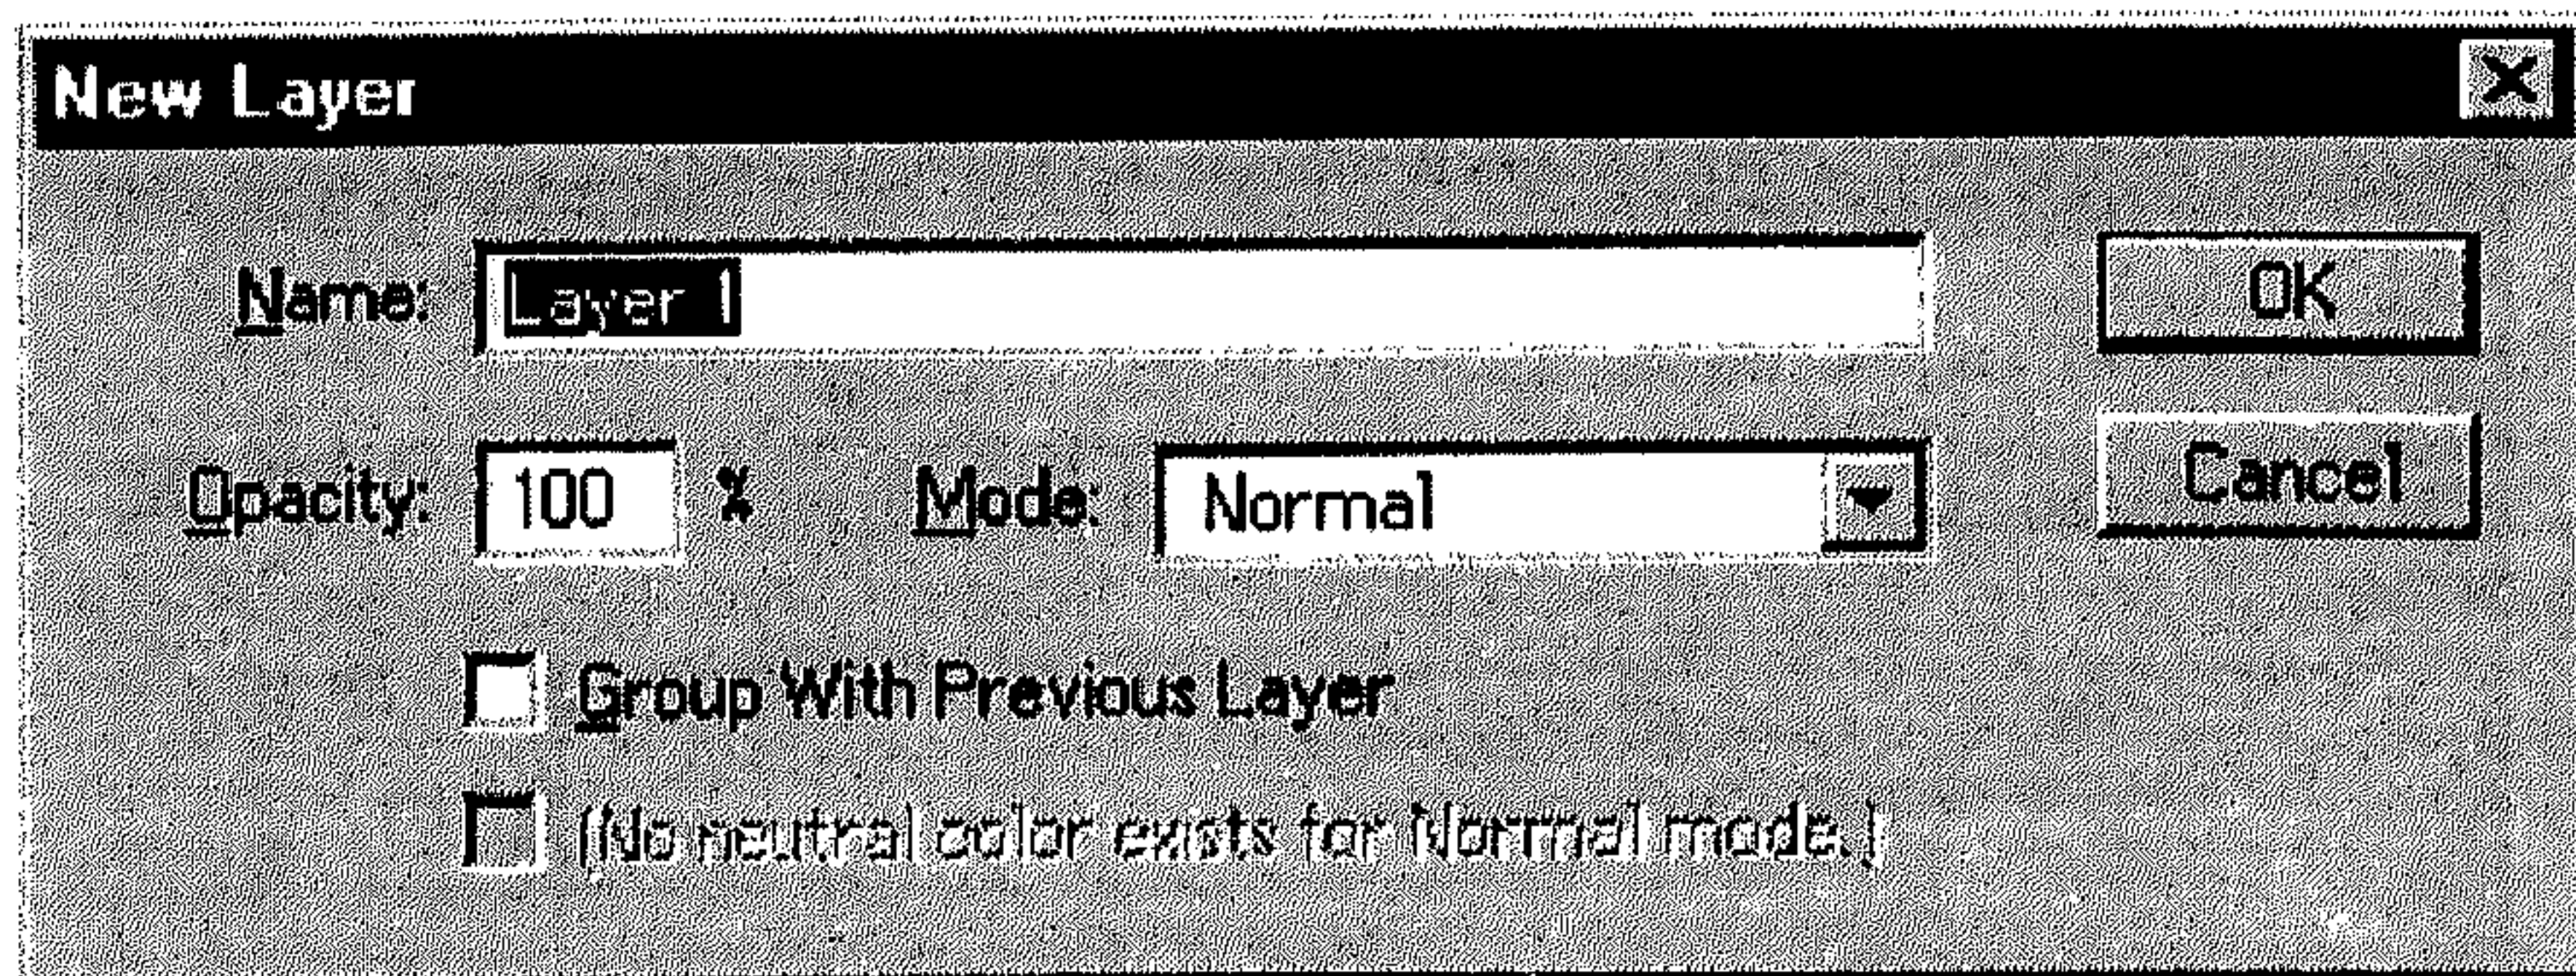 New Layer
Name: Layer 1 OK
Opacity: 100 % Mode: Normal Cancel
Group With Previous Layer
(No neutral color exists for Normal mode.)